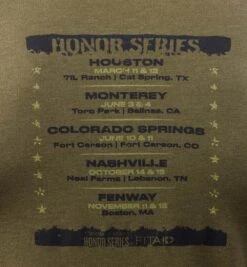 HONOR SERIES
HOUSTON
MARCH 11 & 12
7IL Ranch | Cat Spring, TX
MONTEREY
JUNE 3 & 4
Toro Park | Salinas, CA
COLORADO SPRINGS
JUNE 10 & 11
Fort Carson | Fort Carson, CO
NASHVILLE
OCTOBER 14 & 15
Neal Farms | Lebanon, TN
FENWAY
NOVEMBER 11 & 12
Boston, MA
HONOR SERIES FITAID